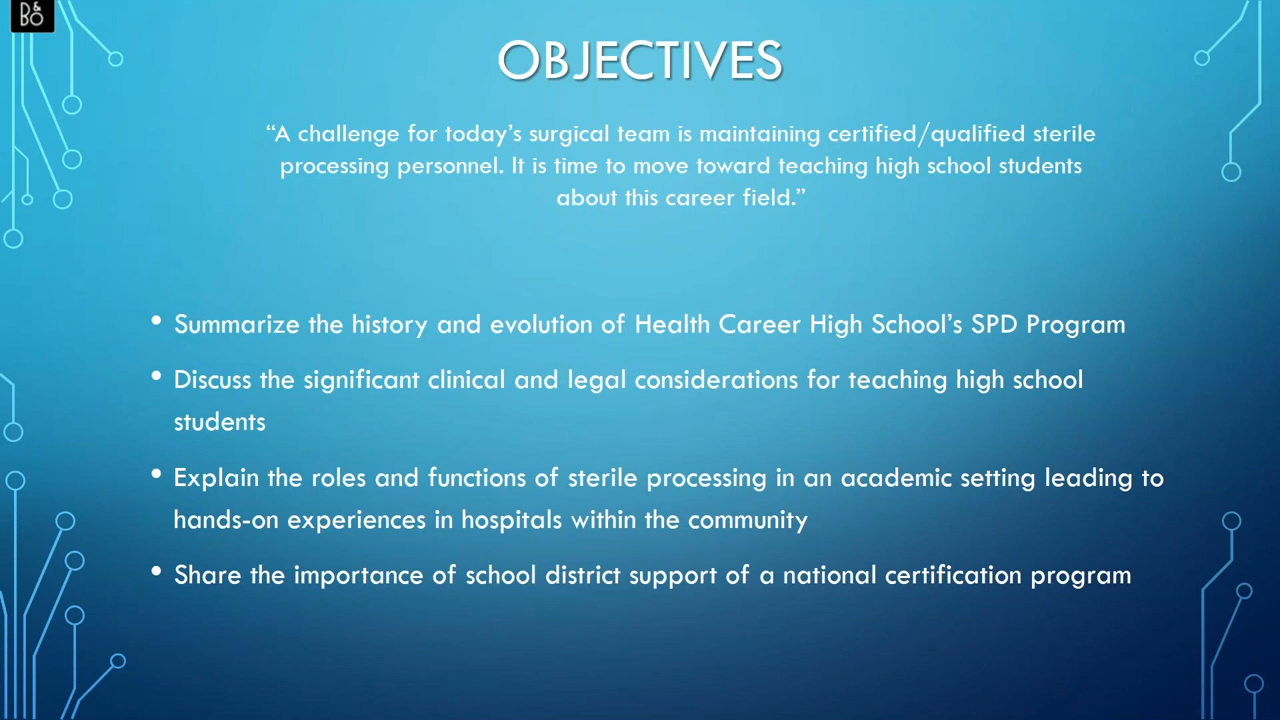 B&O
OBJECTIVES
“A challenge for today’s surgical team is maintaining certified/qualified sterile
processing personnel. It is time to move toward teaching high school students
about this career field.”
• Summarize the history and evolution of Health Career High School’s SPD Program
• Discuss the significant clinical and legal considerations for teaching high school
students
• Explain the roles and functions of sterile processing in an academic setting leading to
hands-on experiences in hospitals within the community
• Share the importance of school district support of a national certification program